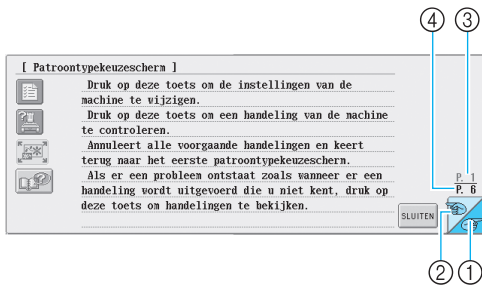 ④ ③
[ Patroontypekeuzescherm ]
Druk op deze toets om de instellingen van de
machine te wijzigen.
Druk op deze toets om een handeling van de machine
te controleren.
Annuleert alle voorgaande handelingen en keert
terug naar het eerste patroontypekeuzescherm.
Als er een probleem ontstaat zoals wanneer er een
handeling wordt uitgevoerd die u niet kent, druk op
deze toets om handelingen te bekijken.
P. 1
P. 6
SLUITEN
② ①